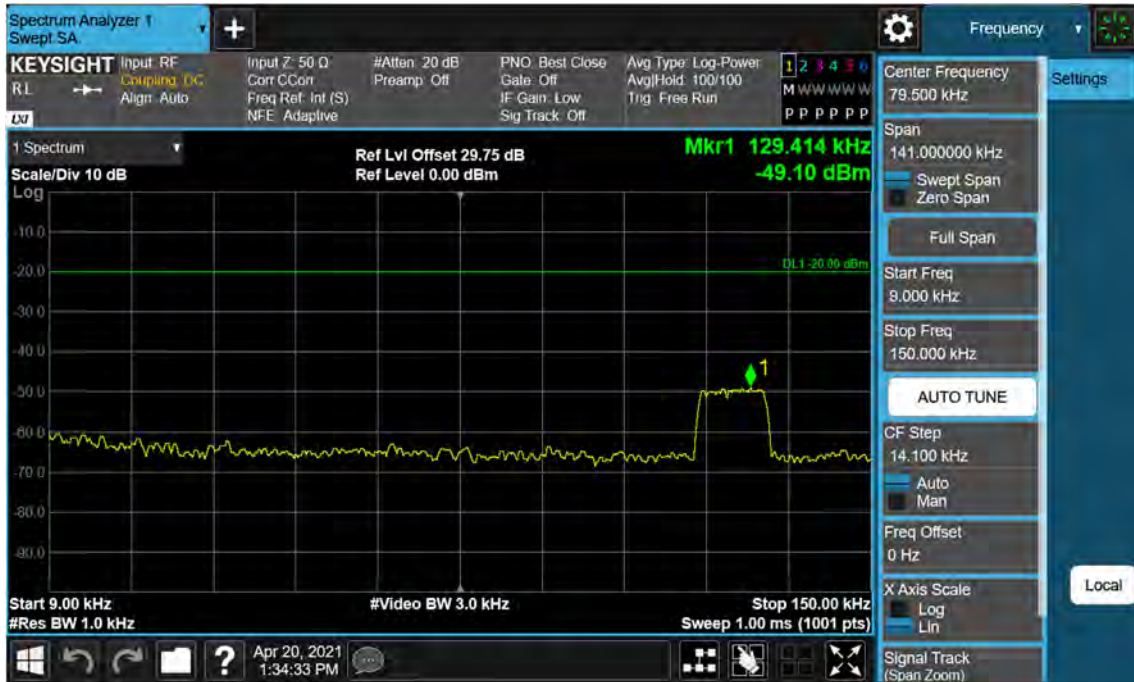 Spectrum Analyzer 1
Swept SA
+
Frequency
KEYSIGHT
RL
LXI
Input: RF
Coupling: DC
Align: Auto
Input Z: 50 Ω
Corr CCorr
Freq Ref: Int (S)
NFE: Adaptive
#Atten: 20 dB
Preamp: Off
PNO: Best Close
Gate: Off
IF Gain: Low
Sig Track: Off
Avg Type: Log-Power
Avg|Hold: 100/100
Trig: Free Run
1 2 3 4 5 6
M W W W W W
P P P P P P
1 Spectrum
Scale/Div 10 dB
Ref Lvl Offset 29.75 dB
Ref Level 0.00 dBm
Mkr1 129.414 kHz
-49.10 dBm
Log
-10.0
-20.0
-30.0
-40.0
-50.0
-60.0
-70.0
-80.0
-90.0
DL1 -20.00 dBm
1
Start 9.00 kHz
#Res BW 1.0 kHz
#Video BW 3.0 kHz
Stop 150.00 kHz
Sweep 1.00 ms (1001 pts)
?
Apr 20, 2021
1:34:33 PM
Center Frequency
79.500 kHz
Span
141.000000 kHz
Swept Span
Zero Span
Full Span
Start Freq
9.000 kHz
Stop Freq
150.000 kHz
AUTO TUNE
CF Step
14.100 kHz
Auto
Man
Freq Offset
0 Hz
X Axis Scale
Log
Lin
Signal Track
(Span Zoom)
Settings
Local